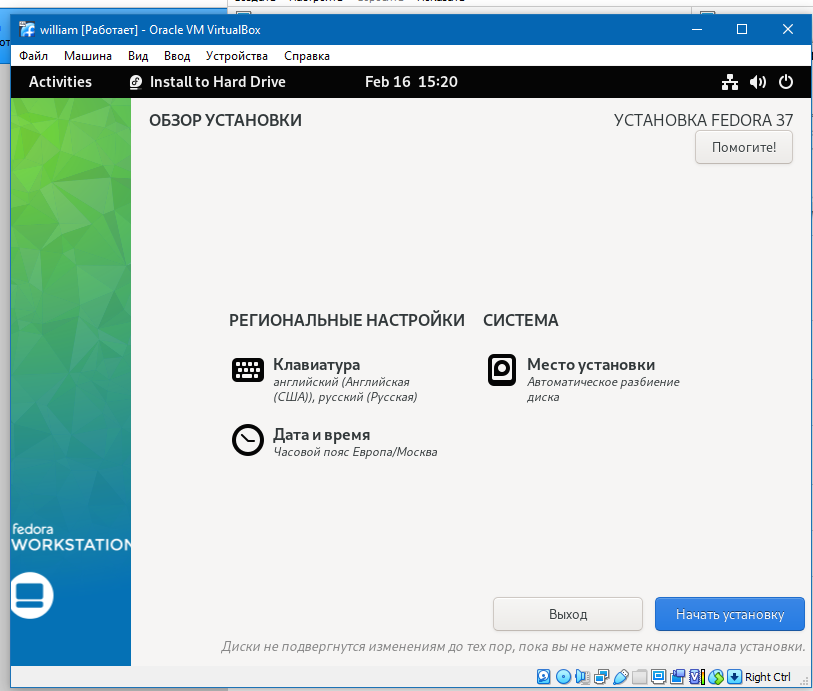 william [Работает] - Oracle VM VirtualBox
Файл Машина Вид Ввод Устройства Справка
Activities Install to Hard Drive Feb 16 15:20
ОБЗОР УСТАНОВКИ УСТАНОВКА FEDORA 37
Помогите!
РЕГИОНАЛЬНЫЕ НАСТРОЙКИ СИСТЕМА
Клавиатура
английский (Английская
(США)), русский (Русская)
Место установки
Автоматическое разбиение
диска
Дата и время
Часовой пояс Европа/Москва
fedora
WORKSTATION
Выход Начать установку
Диски не подвергнутся изменениям до тех пор, пока вы не нажмете кнопку начала установки.
Right Ctrl